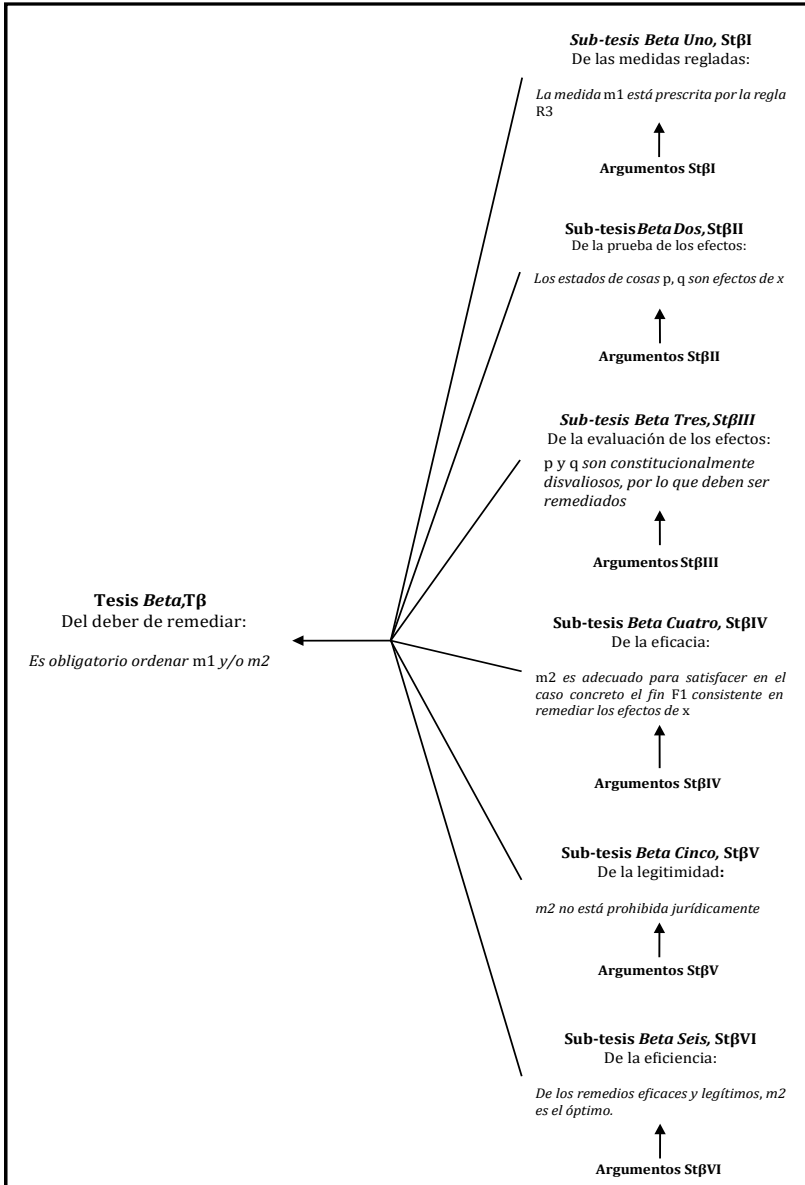 Sub-tesis Beta Uno, StβI
De las medidas regladas:
La medida m1 está prescrita por la regla
R3
Argumentos StβI
Sub-tesis Beta Dos, StβII
De la prueba de los efectos:
Los estados de cosas p, q son efectos de x
Argumentos StβII
Sub-tesis Beta Tres, StβIII
De la evaluación de los efectos:
p y q son constitucionalmente
disvaliosos, por lo que deben ser
remediados
Argumentos StβIII
Tesis Beta,Tβ
Del deber de remediar:
Es obligatorio ordenar m1 y/o m2
Sub-tesis Beta Cuatro, StβIV
De la eficacia:
m2 es adecuado para satisfacer en el
caso concreto el fin F1 consistente en
remediar los efectos de x
Argumentos StβIV
Sub-tesis Beta Cinco, StβV
De la legitimidad:
m2 no está prohibida jurídicamente
Argumentos StβV
Sub-tesis Beta Seis, StβVI
De la eficiencia:
De los remedios eficaces y legítimos, m2
es el óptimo.
Argumentos StβVI